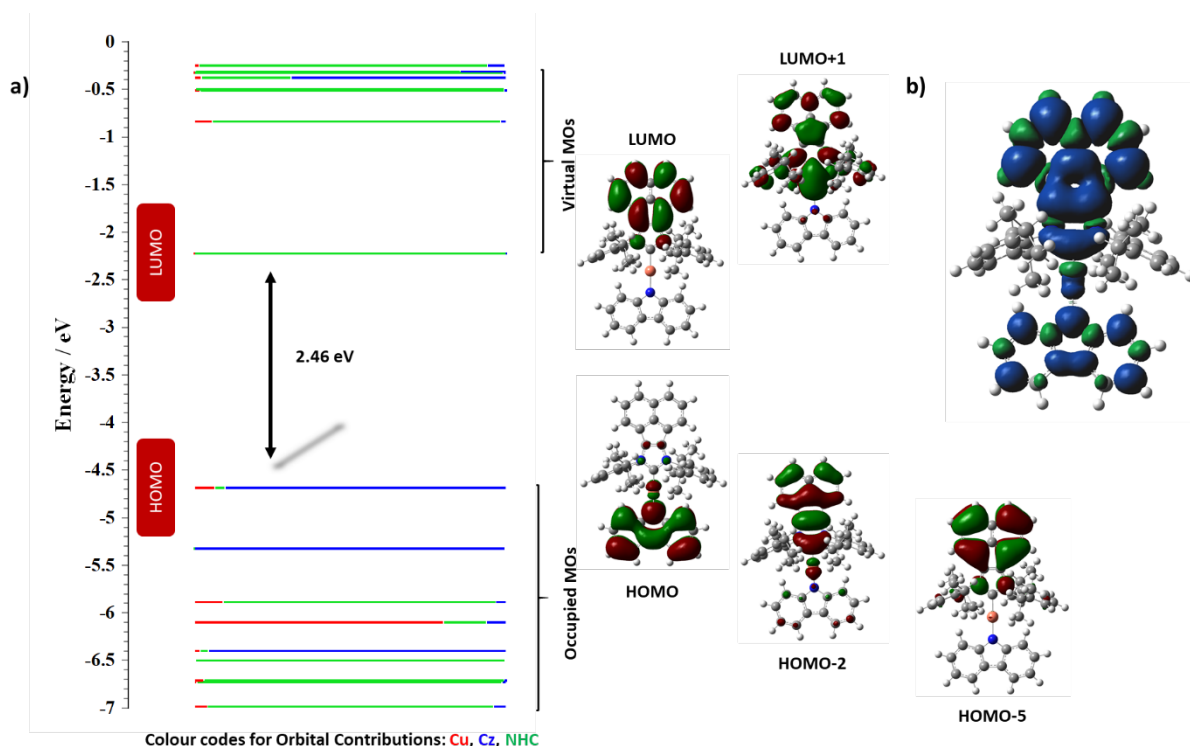 a)
Energy / eV
0
-0.5
-1
-1.5
-2
-2.5
-3
-3.5
-4
-4.5
-5
-5.5
-6
-6.5
-7
LUMO
HOMO
2.46 eV
Virtual MOs
Occupied MOs
LUMO
LUMO+1
HOMO
HOMO-2
HOMO-5
b)
Colour codes for Orbital Contributions: Cu, Cz, NHC